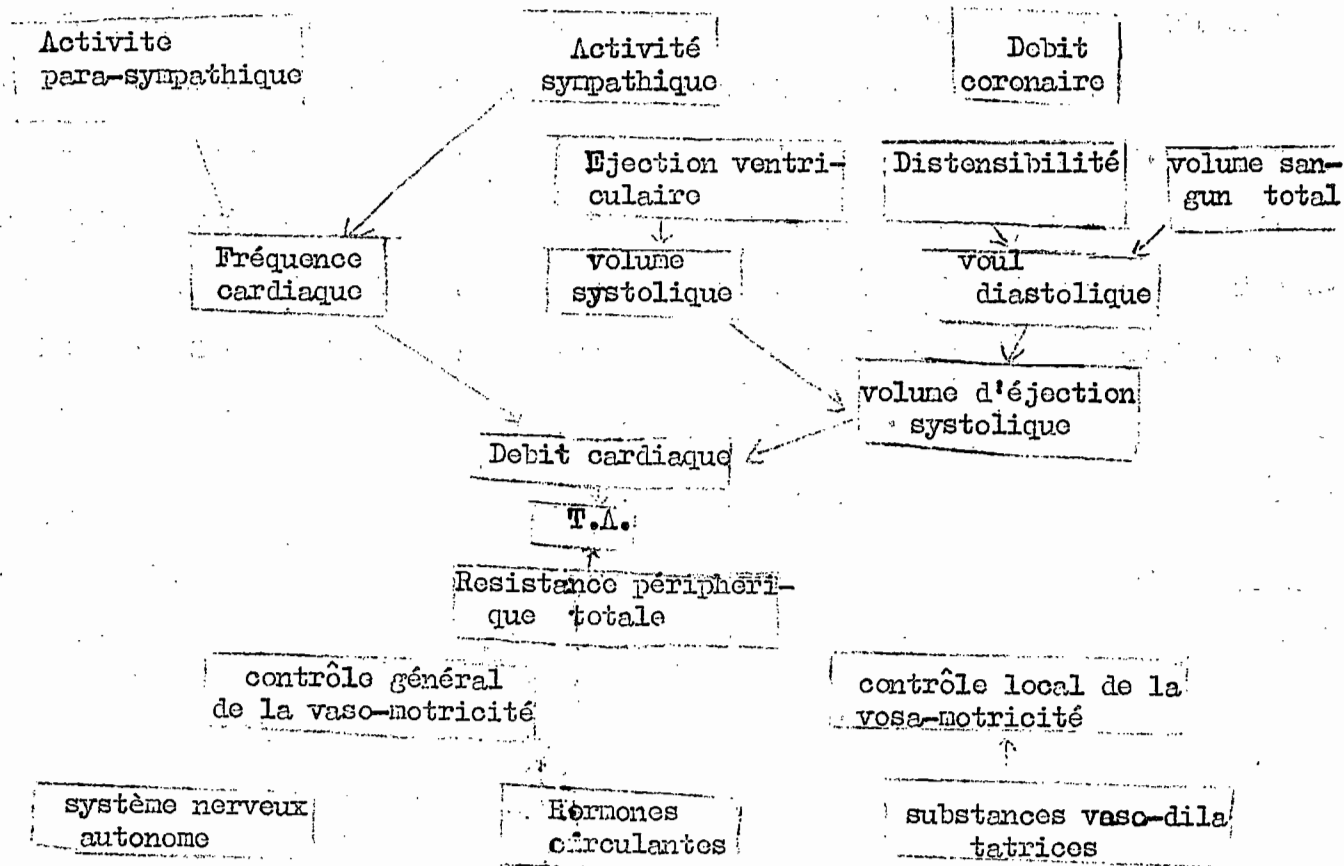 Activite
para-sympathique
Activité
sympathique
Debit
coronaire
Ejection ventri-
culaire
Distensibilité
volume san-
gun total
Fréquence
cardiaque
volume
systolique
voul
diastolique
volume d'éjection
systolique
Debit cardiaque
T.A.
Resistance périphéri-
que totale
contrôle général
de la vaso-motricité
contrôle local de la
vosa-motricité
système nerveux
autonome
Hormones
circulantes
substances vaso-dila
tatrices